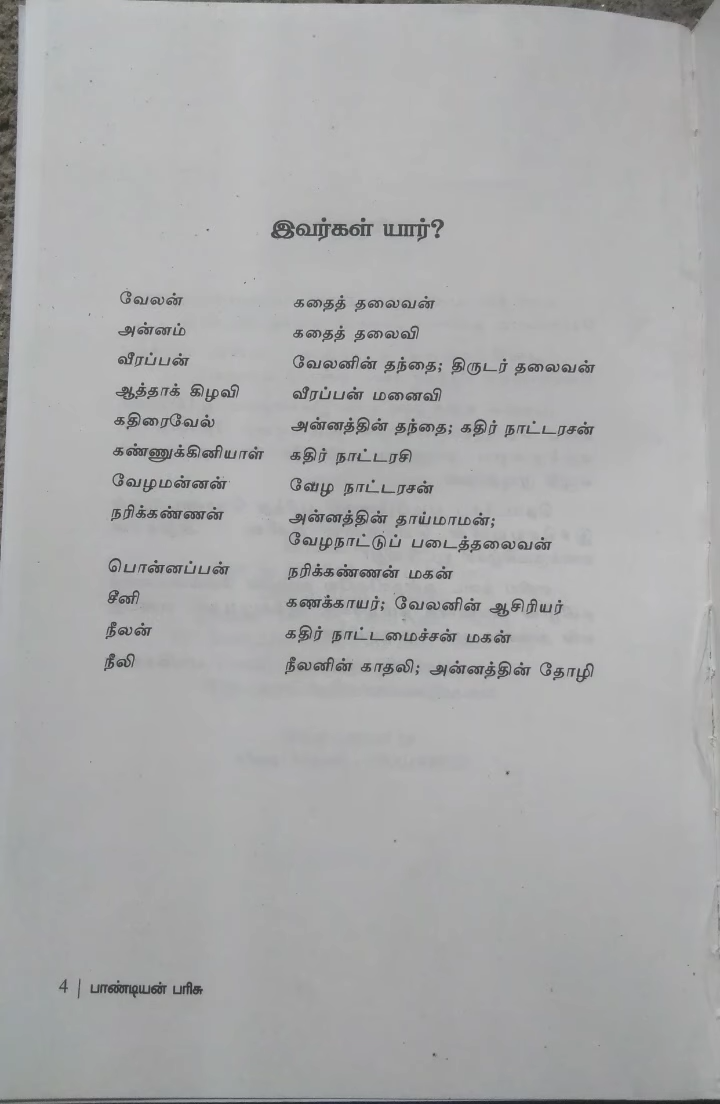 இவர்கள் யார்?
வேலன் கதைத் தலைவன்
அன்னம் கதைத் தலைவி
வீரப்பன் வேலனின் தந்தை; திருடர் தலைவன்
ஆத்தாக் கிழவி வீரப்பன் மனைவி
கதிரைவேல் அன்னத்தின் தந்தை; கதிர் நாட்டரசன்
கண்ணுக்கினியாள் கதிர் நாட்டரசி
வேழமன்னன் வேழ நாட்டரசன்
நரிக்கண்ணன் அன்னத்தின் தாய்மாமன்;
வேழநாட்டுப் படைத்தலைவன்
பொன்னப்பன் நரிக்கண்ணன் மகன்
சீனி கணக்காயர்; வேலனின் ஆசிரியர்
நீலன் கதிர் நாட்டமைச்சன் மகன்
நீலி நீலனின் காதலி; அன்னத்தின் தோழி
4 | பாண்டியன் பரிசு